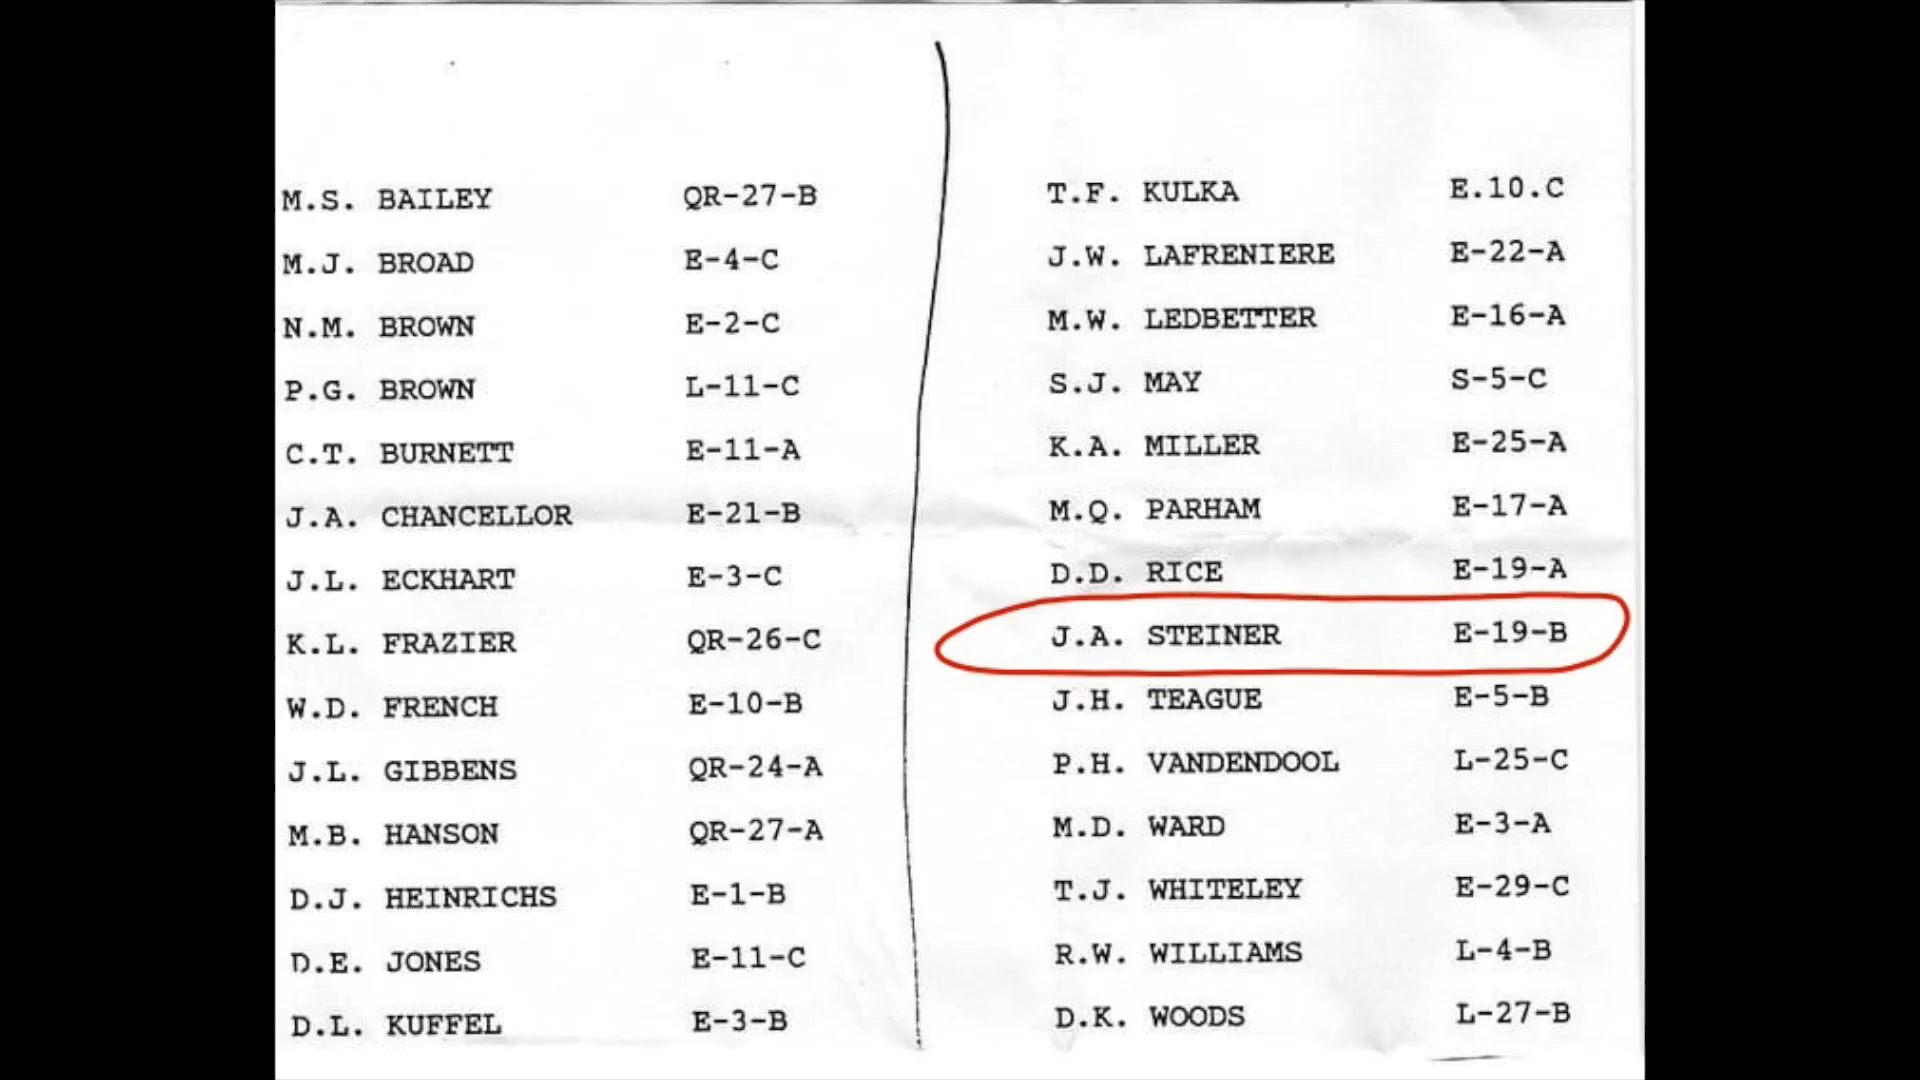 M.S. BAILEY QR-27-B
M.J. BROAD E-4-C
N.M. BROWN E-2-C
P.G. BROWN L-11-C
C.T. BURNETT E-11-A
J.A. CHANCELLOR E-21-B
J.L. ECKHART E-3-C
K.L. FRAZIER QR-26-C
W.D. FRENCH E-10-B
J.L. GIBBENS QR-24-A
M.B. HANSON QR-27-A
D.J. HEINRICHS E-1-B
D.E. JONES E-11-C
D.L. KUFFEL E-3-B
T.F. KULKA E.10.C
J.W. LAFRENIERE E-22-A
M.W. LEDBETTER E-16-A
S.J. MAY S-5-C
K.A. MILLER E-25-A
M.Q. PARHAM E-17-A
D.D. RICE E-19-A
J.A. STEINER E-19-B
J.H. TEAGUE E-5-B
P.H. VANDENDOOL L-25-C
M.D. WARD E-3-A
T.J. WHITELEY E-29-C
R.W. WILLIAMS L-4-B
D.K. WOODS L-27-B